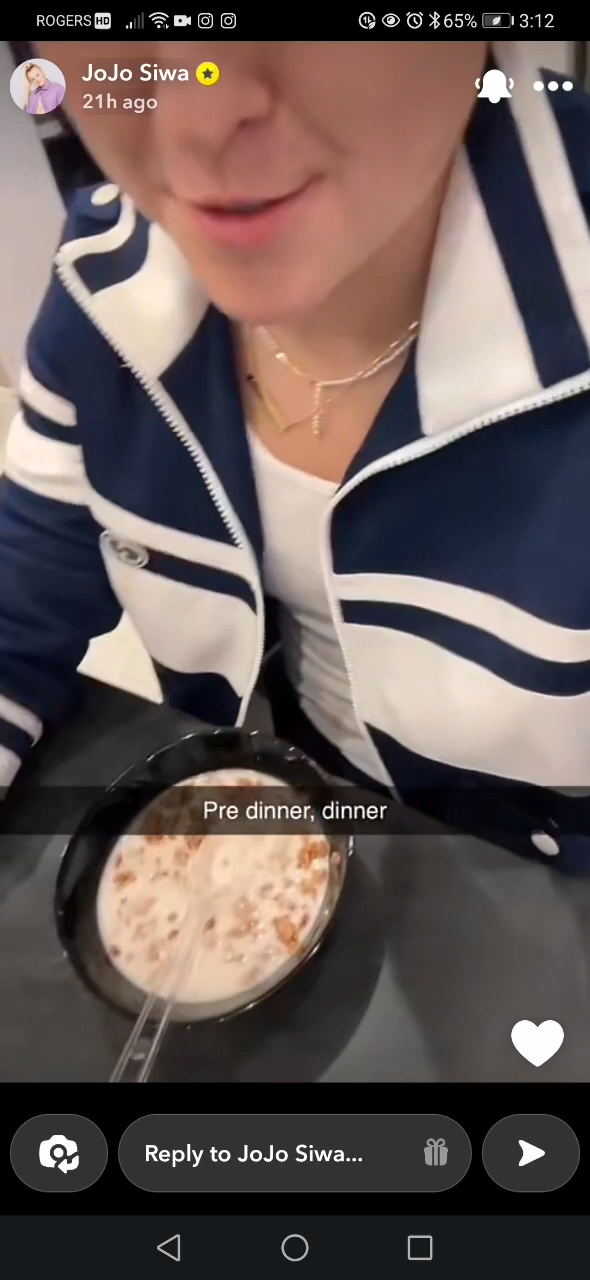 ROGERS HD
65% 3:12
JoJo Siwa
21h ago
Pre dinner, dinner
Reply to JoJo Siwa...